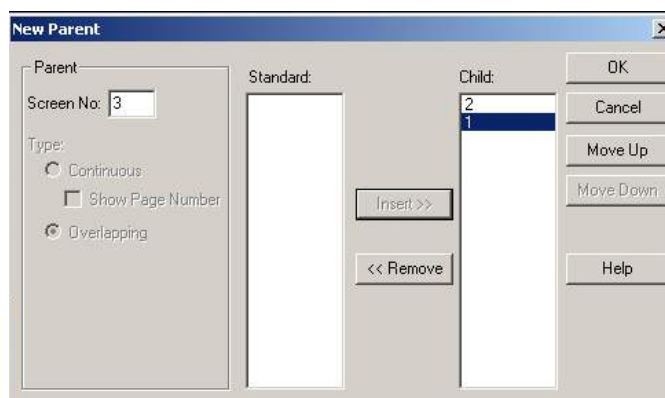 New Parent
Parent
Screen No: 3
Type:
Continuous
Show Page Number
Overlapping
Standard:
Insert >>
<< Remove
Child:
2
1
OK
Cancel
Move Up
Move Down
Help